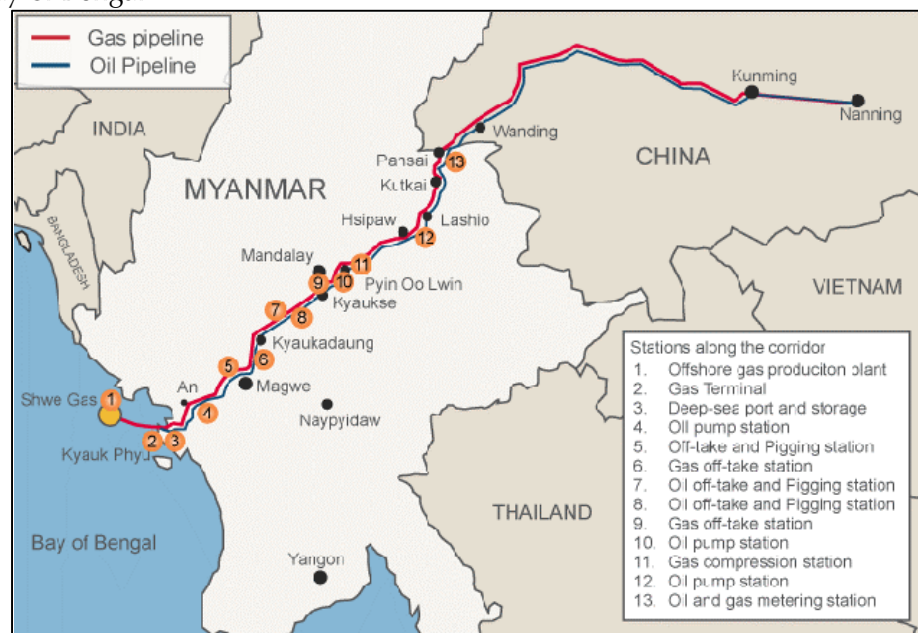 Gas pipeline
Oil Pipeline
INDIA
BANGLADESH
MYANMAR
CHINA
VIETNAM
THAILAND
Kunming
Nanning
Wanding
Pansai
13
Kutkai
Hsipaw
Lashio
12
Mandalay
11
9
10
Pyin Oo Lwin
7
8
Kyaukse
Kyaukadaung
5
6
An
Magwe
4
Shwe Gas
1
Naypyidaw
2
3
Kyauk Phyu
Bay of Bengal
Yangon
Stations along the corridor
1. Offshore gas produciton plant
2. Gas Terminal
3. Deep-sea port and storage
4. Oil pump station
5. Off-take and Pigging station
6. Gas off-take station
7. Oil off-take and Pigging station
8. Oil off-take and Pigging station
9. Gas off-take station
10. Oil pump station
11. Gas compression station
12. Oil pump station
13. Oil and gas metering station